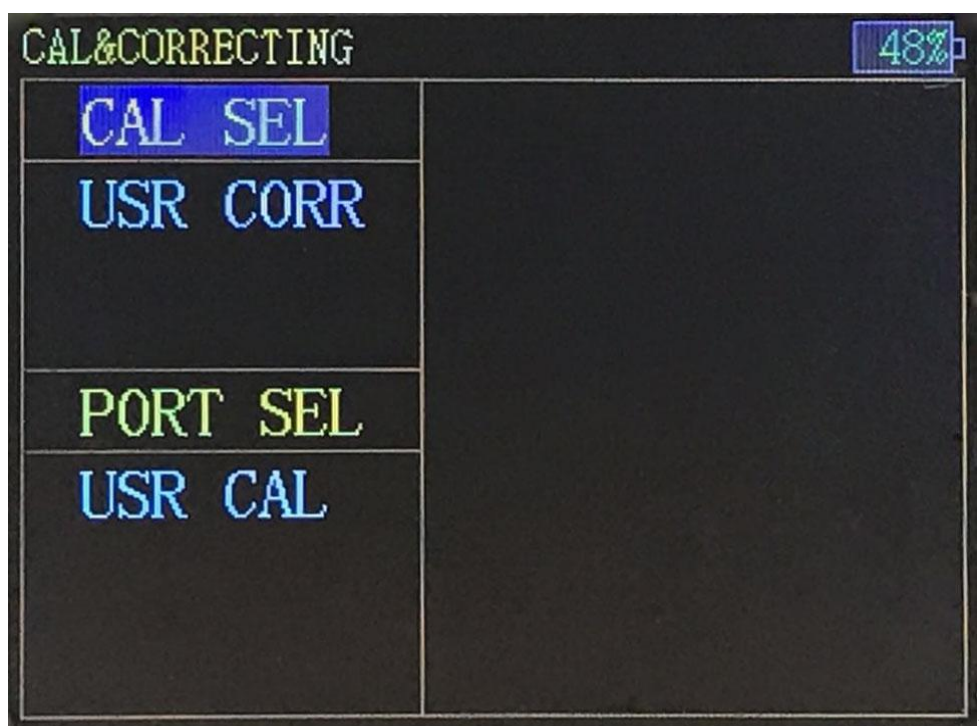 CAL&CORRECTING 48%
CAL SEL
USR CORR
PORT SEL
USR CAL